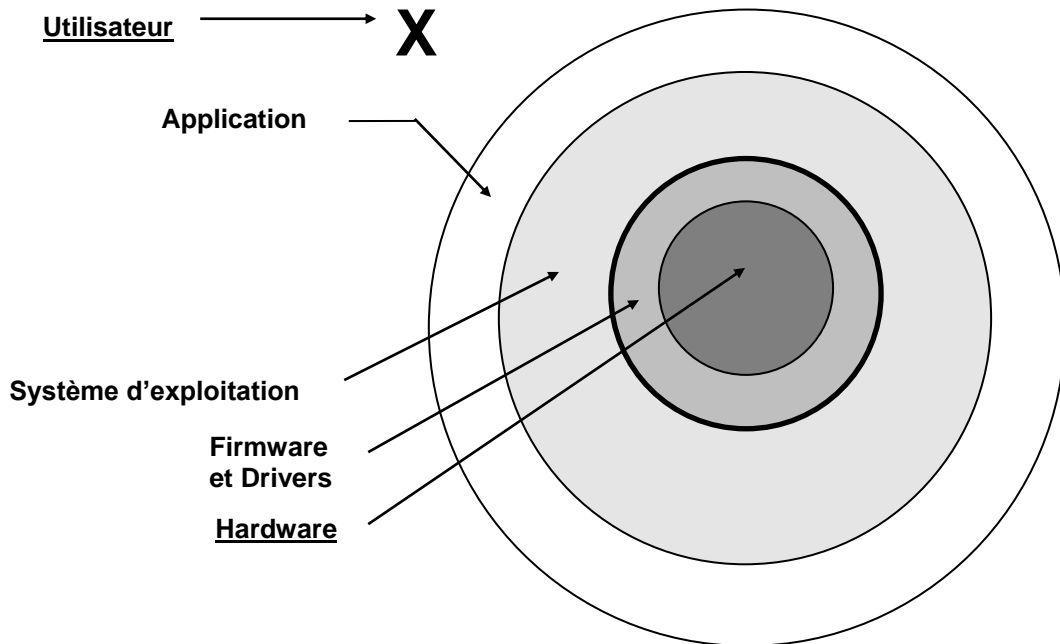 Utilisateur
X
Application
Système d’exploitation
Firmware
et Drivers
Hardware